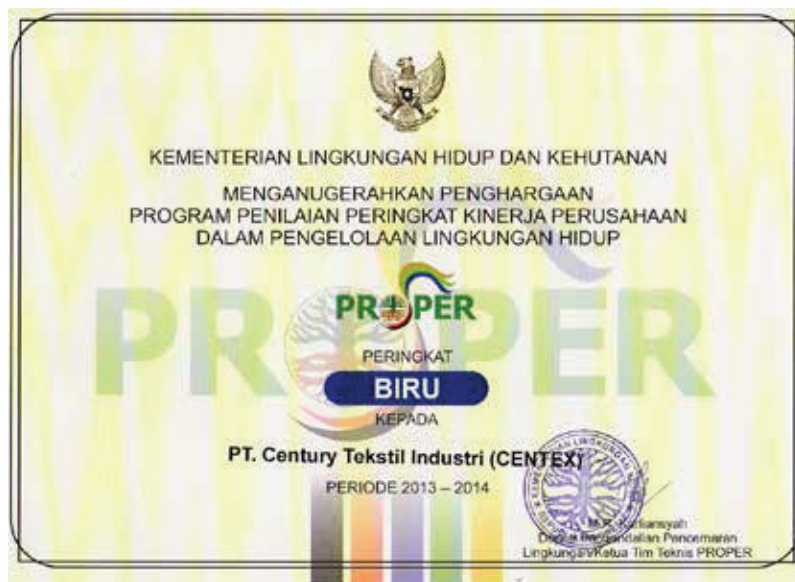 KEMENTERIAN LINGKUNGAN HIDUP DAN KEHUTANAN
MENGANUGERAHKAN PENGHARGAAN
PROGRAM PENILAIAN PERINGKAT KINERJA PERUSAHAAN
DALAM PENGELOLAAN LINGKUNGAN HIDUP
PROPER
PROPER
PERINGKAT
BIRU
KEPADA
PT. Century Tekstil Industri (CENTEX)
PERIODE 2013 – 2014
Pengendalian Pencemaran
Lingkungan/Ketua Tim Teknis PROPER